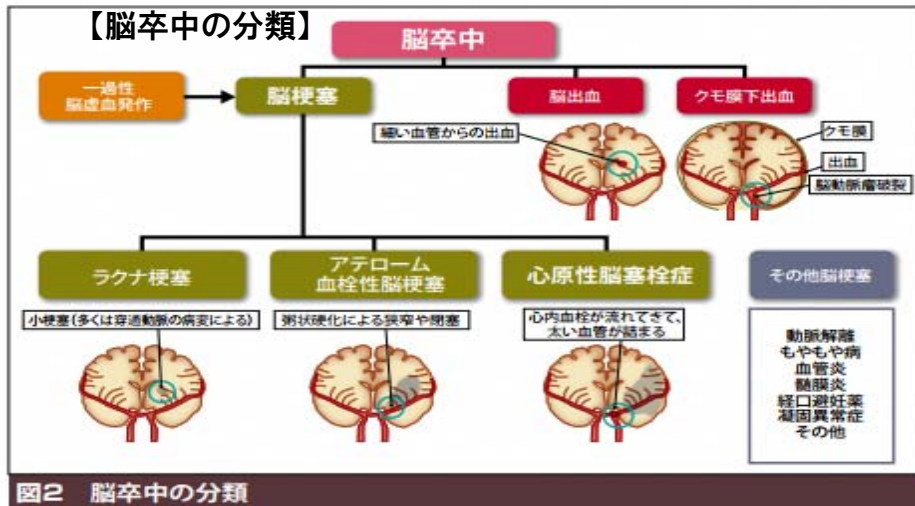 【脳卒中の分類】
脳卒中
一過性
脳虚血発作
脳梗塞
脳出血
クモ膜下出血
細い血管からの出血
クモ膜
出血
脳動脈瘤破裂
ラクナ梗塞
アテローム
血栓性脳梗塞
心原性脳塞栓症
その他脳梗塞
小梗塞(多くは穿通動脈の病変による)
粥状硬化による狭窄や閉塞
心内血栓が流れてきて、
太い血管が詰まる
動脈解離
もやもや病
血管炎
髄膜炎
経口避妊薬
凝固異常症
その他
図2 脳卒中の分類